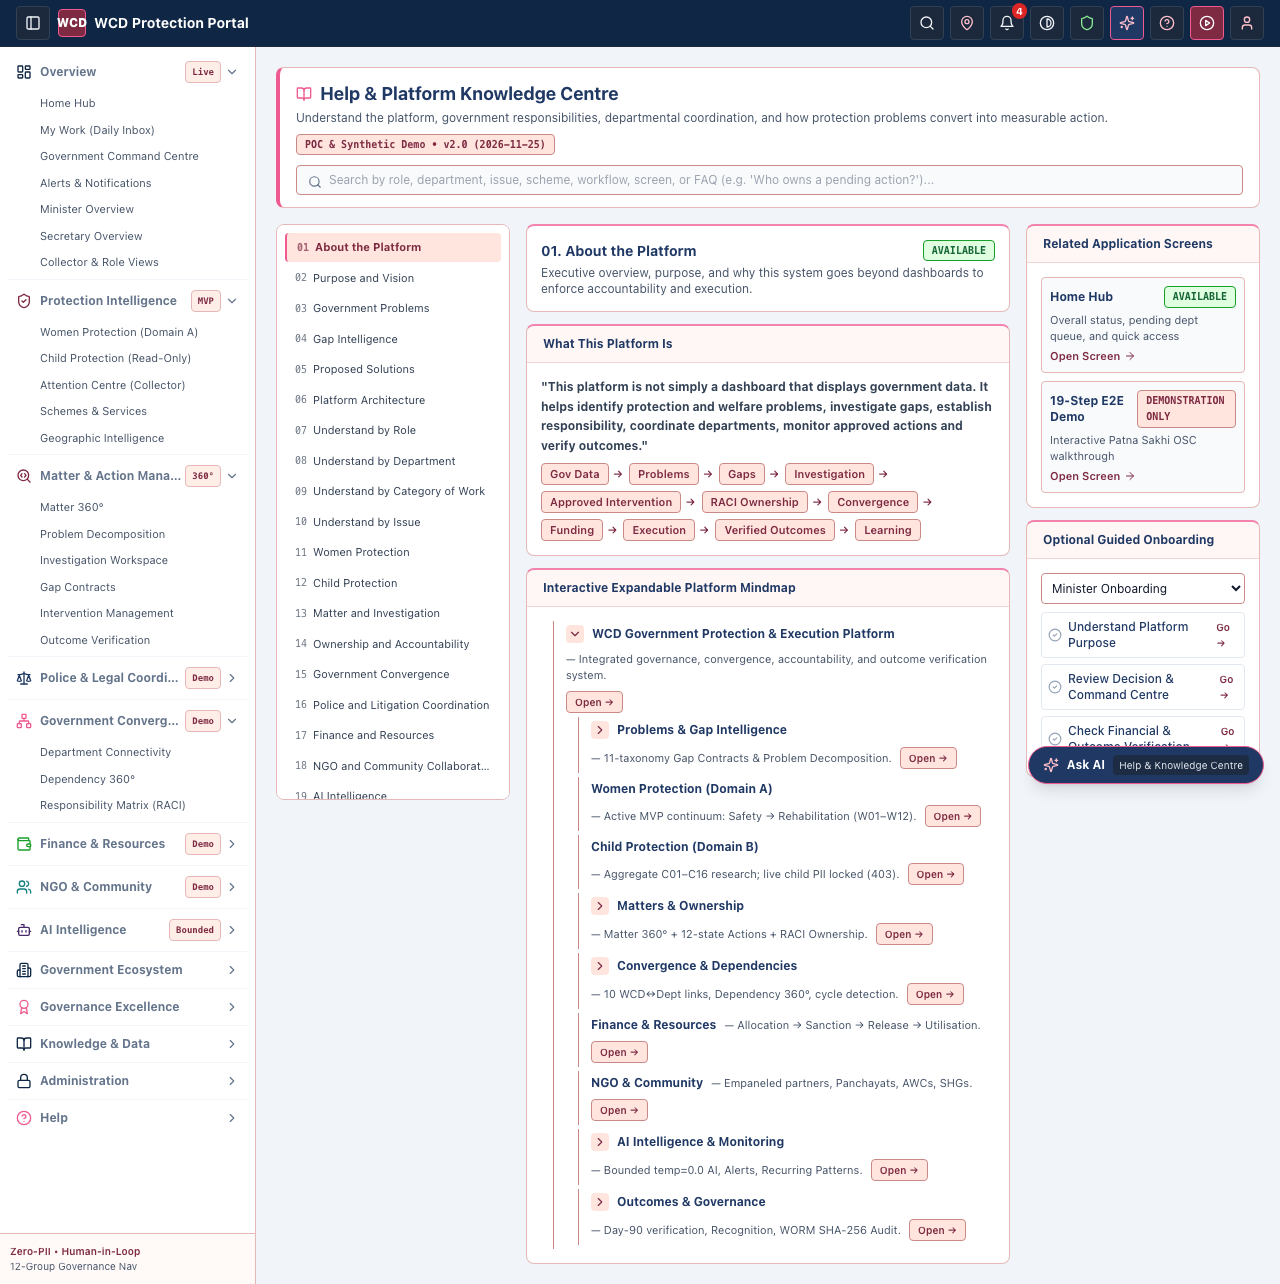 WCD WCD Protection Portal
4
Overview Live
Home Hub
My Work (Daily Inbox)
Government Command Centre
Alerts & Notifications
Minister Overview
Secretary Overview
Collector & Role Views
Protection Intelligence MVP
Women Protection (Domain A)
Child Protection (Read-Only)
Attention Centre (Collector)
Schemes & Services
Geographic Intelligence
Matter & Action Mana... 360°
Matter 360°
Problem Decomposition
Investigation Workspace
Gap Contracts
Intervention Management
Outcome Verification
Police & Legal Coordi... Demo
Government Converg... Demo
Department Connectivity
Dependency 360°
Responsibility Matrix (RACI)
Finance & Resources Demo
NGO & Community Demo
AI Intelligence Bounded
Government Ecosystem
Governance Excellence
Knowledge & Data
Administration
Help
Zero-PII • Human-in-Loop
12-Group Governance Nav
Help & Platform Knowledge Centre
Understand the platform, government responsibilities, departmental coordination, and how protection problems convert into measurable action.
POC & Synthetic Demo • v2.0 (2026-11-25)
Search by role, department, issue, scheme, workflow, screen, or FAQ (e.g. 'Who owns a pending action?')...
01 About the Platform
02 Purpose and Vision
03 Government Problems
04 Gap Intelligence
05 Proposed Solutions
06 Platform Architecture
07 Understand by Role
08 Understand by Department
09 Understand by Category of Work
10 Understand by Issue
11 Women Protection
12 Child Protection
13 Matter and Investigation
14 Ownership and Accountability
15 Government Convergence
16 Police and Litigation Coordination
17 Finance and Resources
18 NGO and Community Collaborat...
19 AI Intelligence
01. About the Platform AVAILABLE
Executive overview, purpose, and why this system goes beyond dashboards to
enforce accountability and execution.
What This Platform Is
"This platform is not simply a dashboard that displays government data. It
helps identify protection and welfare problems, investigate gaps, establish
responsibility, coordinate departments, monitor approved actions and
verify outcomes."
Gov Data → Problems → Gaps → Investigation →
Approved Intervention → RACI Ownership → Convergence →
Funding → Execution → Verified Outcomes → Learning
Interactive Expandable Platform Mindmap
WCD Government Protection & Execution Platform
— Integrated governance, convergence, accountability, and outcome verification
system.
Open →
Problems & Gap Intelligence
— 11-taxonomy Gap Contracts & Problem Decomposition. Open →
Women Protection (Domain A)
— Active MVP continuum: Safety → Rehabilitation (W01–W12). Open →
Child Protection (Domain B)
— Aggregate C01–C16 research; live child PII locked (403). Open →
Matters & Ownership
— Matter 360° + 12-state Actions + RACI Ownership. Open →
Convergence & Dependencies
— 10 WCD↔Dept links, Dependency 360°, cycle detection. Open →
Finance & Resources — Allocation → Sanction → Release → Utilisation.
Open →
NGO & Community — Empaneled partners, Panchayats, AWCs, SHGs.
Open →
AI Intelligence & Monitoring
— Bounded temp=0.0 AI, Alerts, Recurring Patterns. Open →
Outcomes & Governance
— Day-90 verification, Recognition, WORM SHA-256 Audit. Open →
Related Application Screens
Home Hub AVAILABLE
Overall status, pending dept
queue, and quick access
Open Screen →
19-Step E2E
Demo
DEMONSTRATION
ONLY
Interactive Patna Sakhi OSC
walkthrough
Open Screen →
Optional Guided Onboarding
Minister Onboarding
Understand Platform
Purpose
Go
→
Review Decision &
Command Centre
Go
→
Check Financial &
Outcome Verification
Go
Ask AI Help & Knowledge Centre